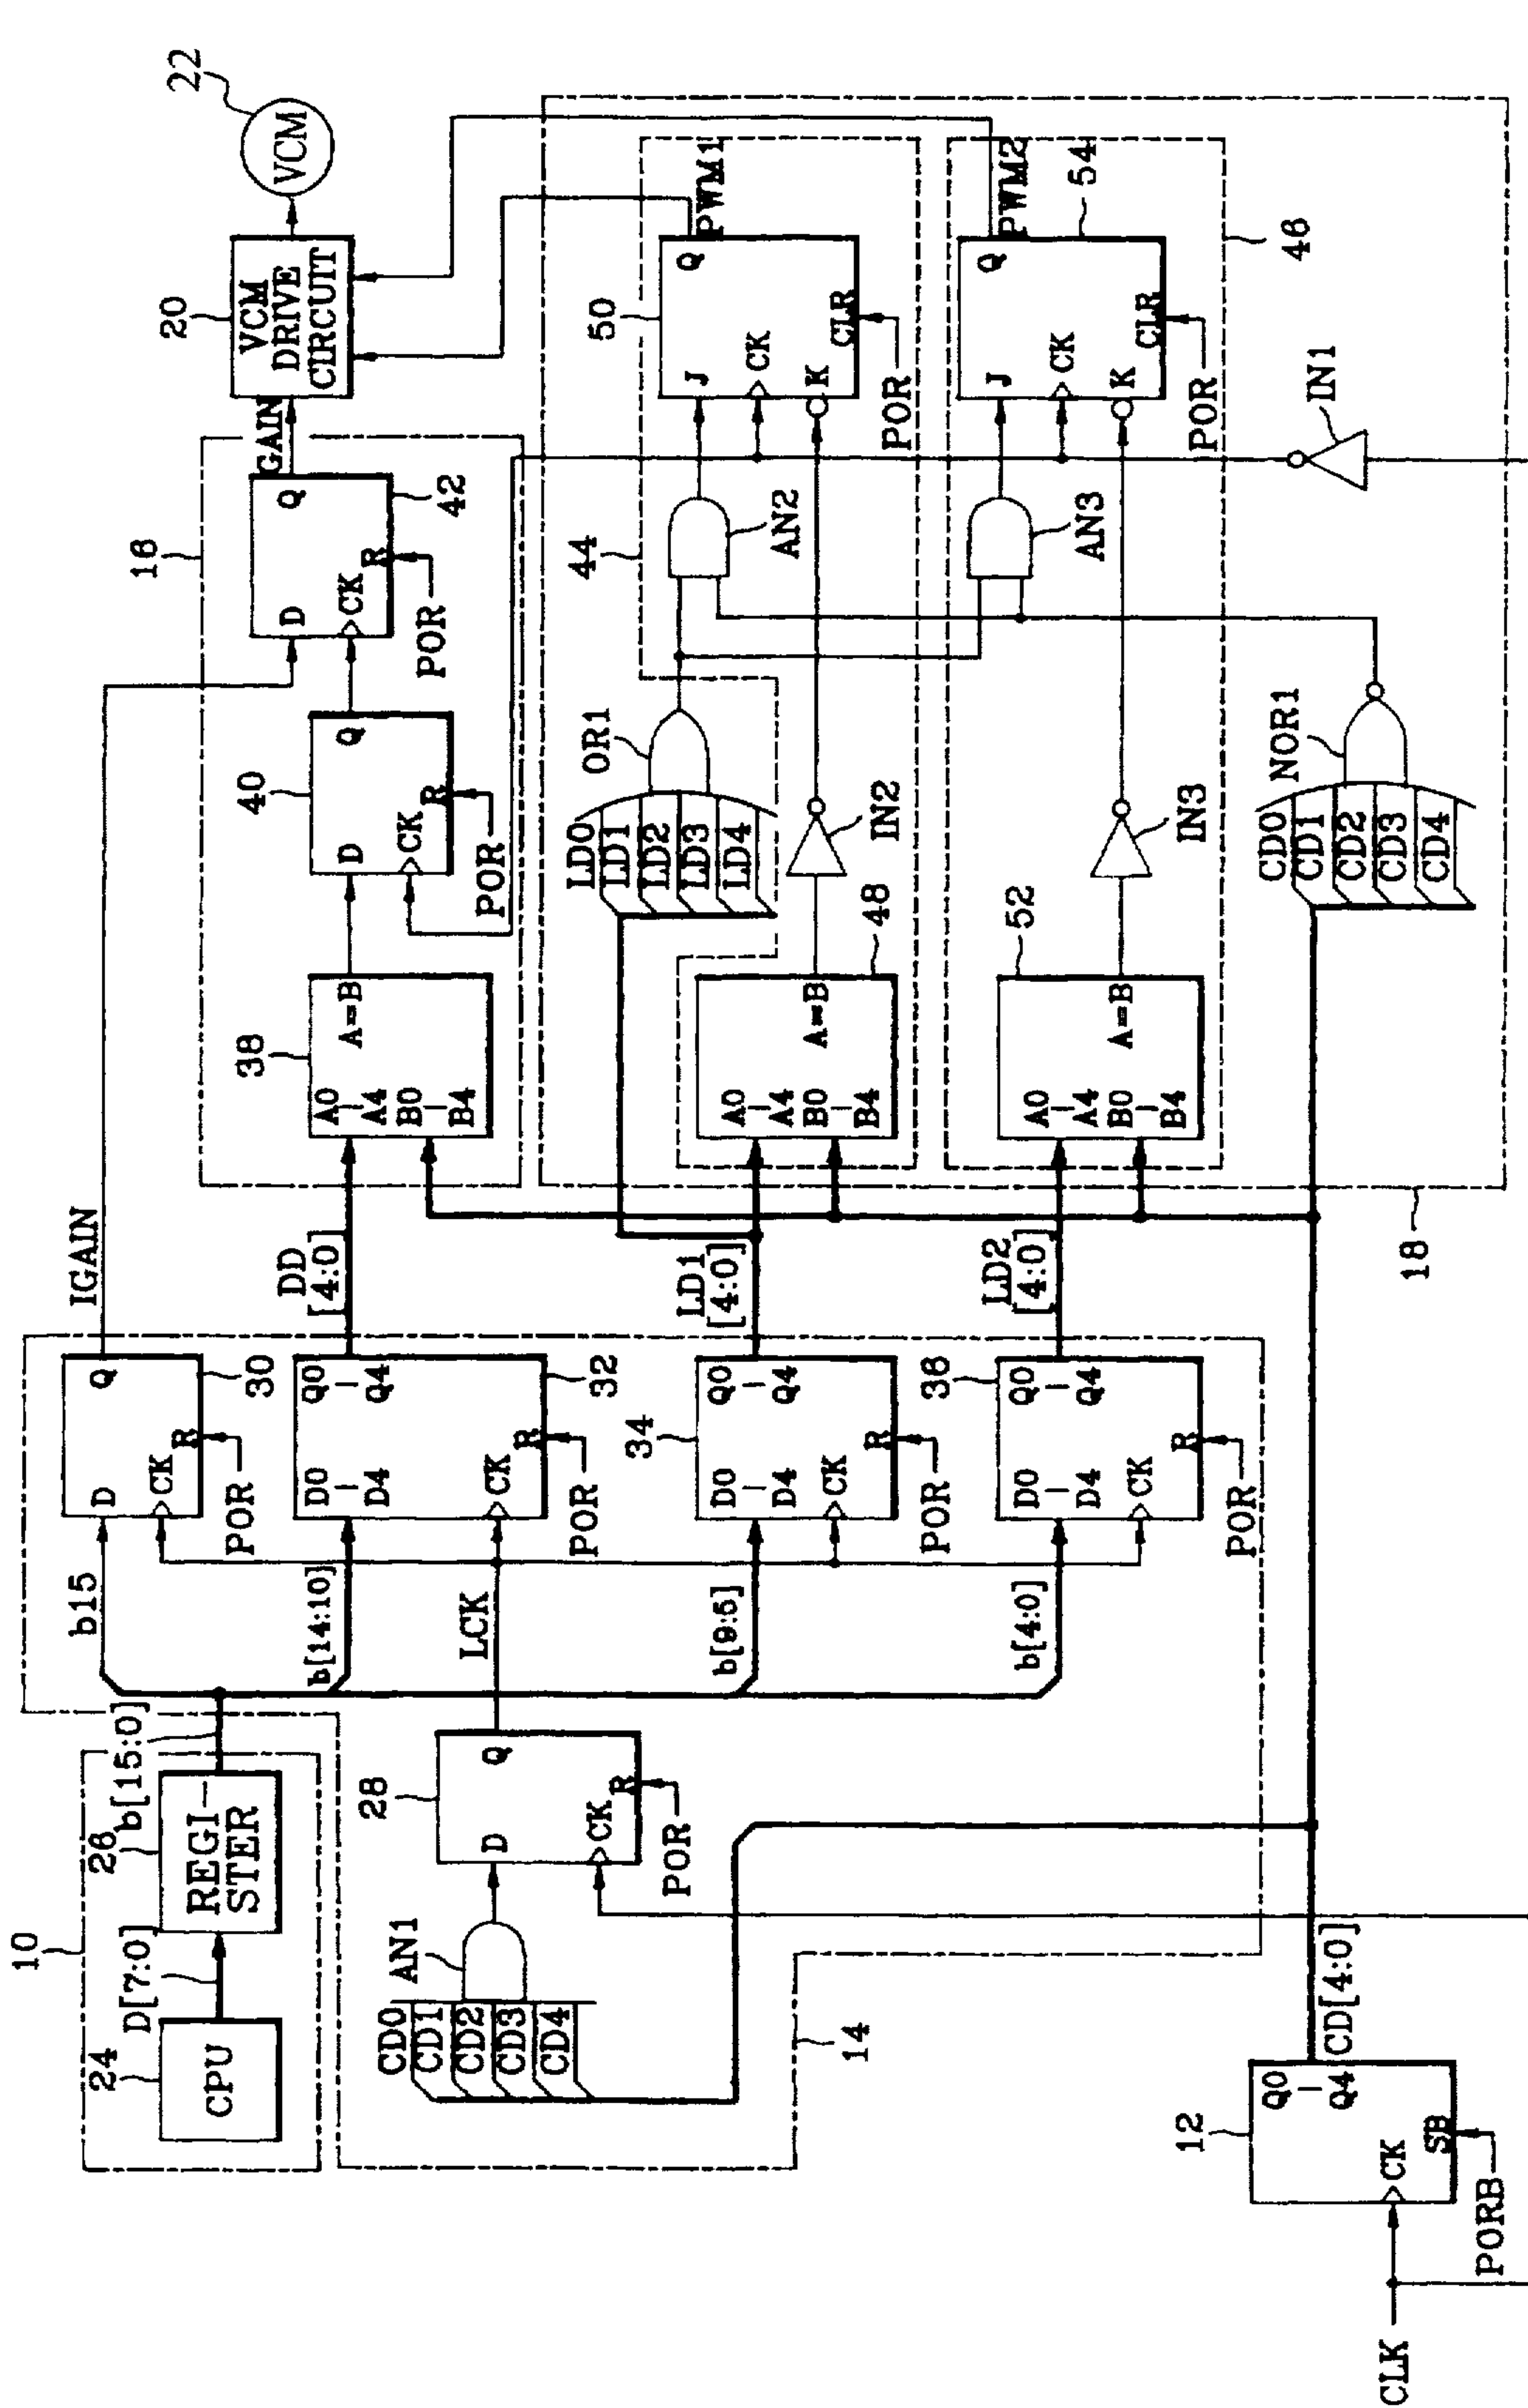 10
24
CPU
D[7:0]
26
REGI-
STER
b[15:0]
b15
D
Q
CK
R
POR
30
IGAIN
b[14:10]
D0
–
D4
Q0
–
Q4
CK
R
POR
32
DD
[4:0]
LCK
b[9:5]
34
D0
–
D4
Q0
–
Q4
CK
R
POR
LD1
[4:0]
b[4:0]
36
D0
–
D4
Q0
–
Q4
CK
R
POR
LD2
[4:0]
CD0
CD1
CD2
CD3
CD4
AN1
28
D
Q
CK
R
POR
14
12
Q0
–
Q4
CK
SB
PORB
CLK
CD[4:0]
16
38
A0
–
A4
B0
–
B4
A=B
40
D
Q
CK
R
POR
D
Q
CK
R
POR
42
GAIN
20
VCM
DRIVE
CIRCUIT
22
VCM
18
44
LD0
LD1
LD2
LD3
LD4
OR1
AN2
A0
–
A4
B0
–
B4
A=B
48
IN2
50
J
CK
K
Q
CLR
POR
PWM1
46
52
A0
–
A4
B0
–
B4
A=B
IN3
AN3
J
CK
K
Q
CLR
POR
PWM2
54
CD0
CD1
CD2
CD3
CD4
NOR1
IN1